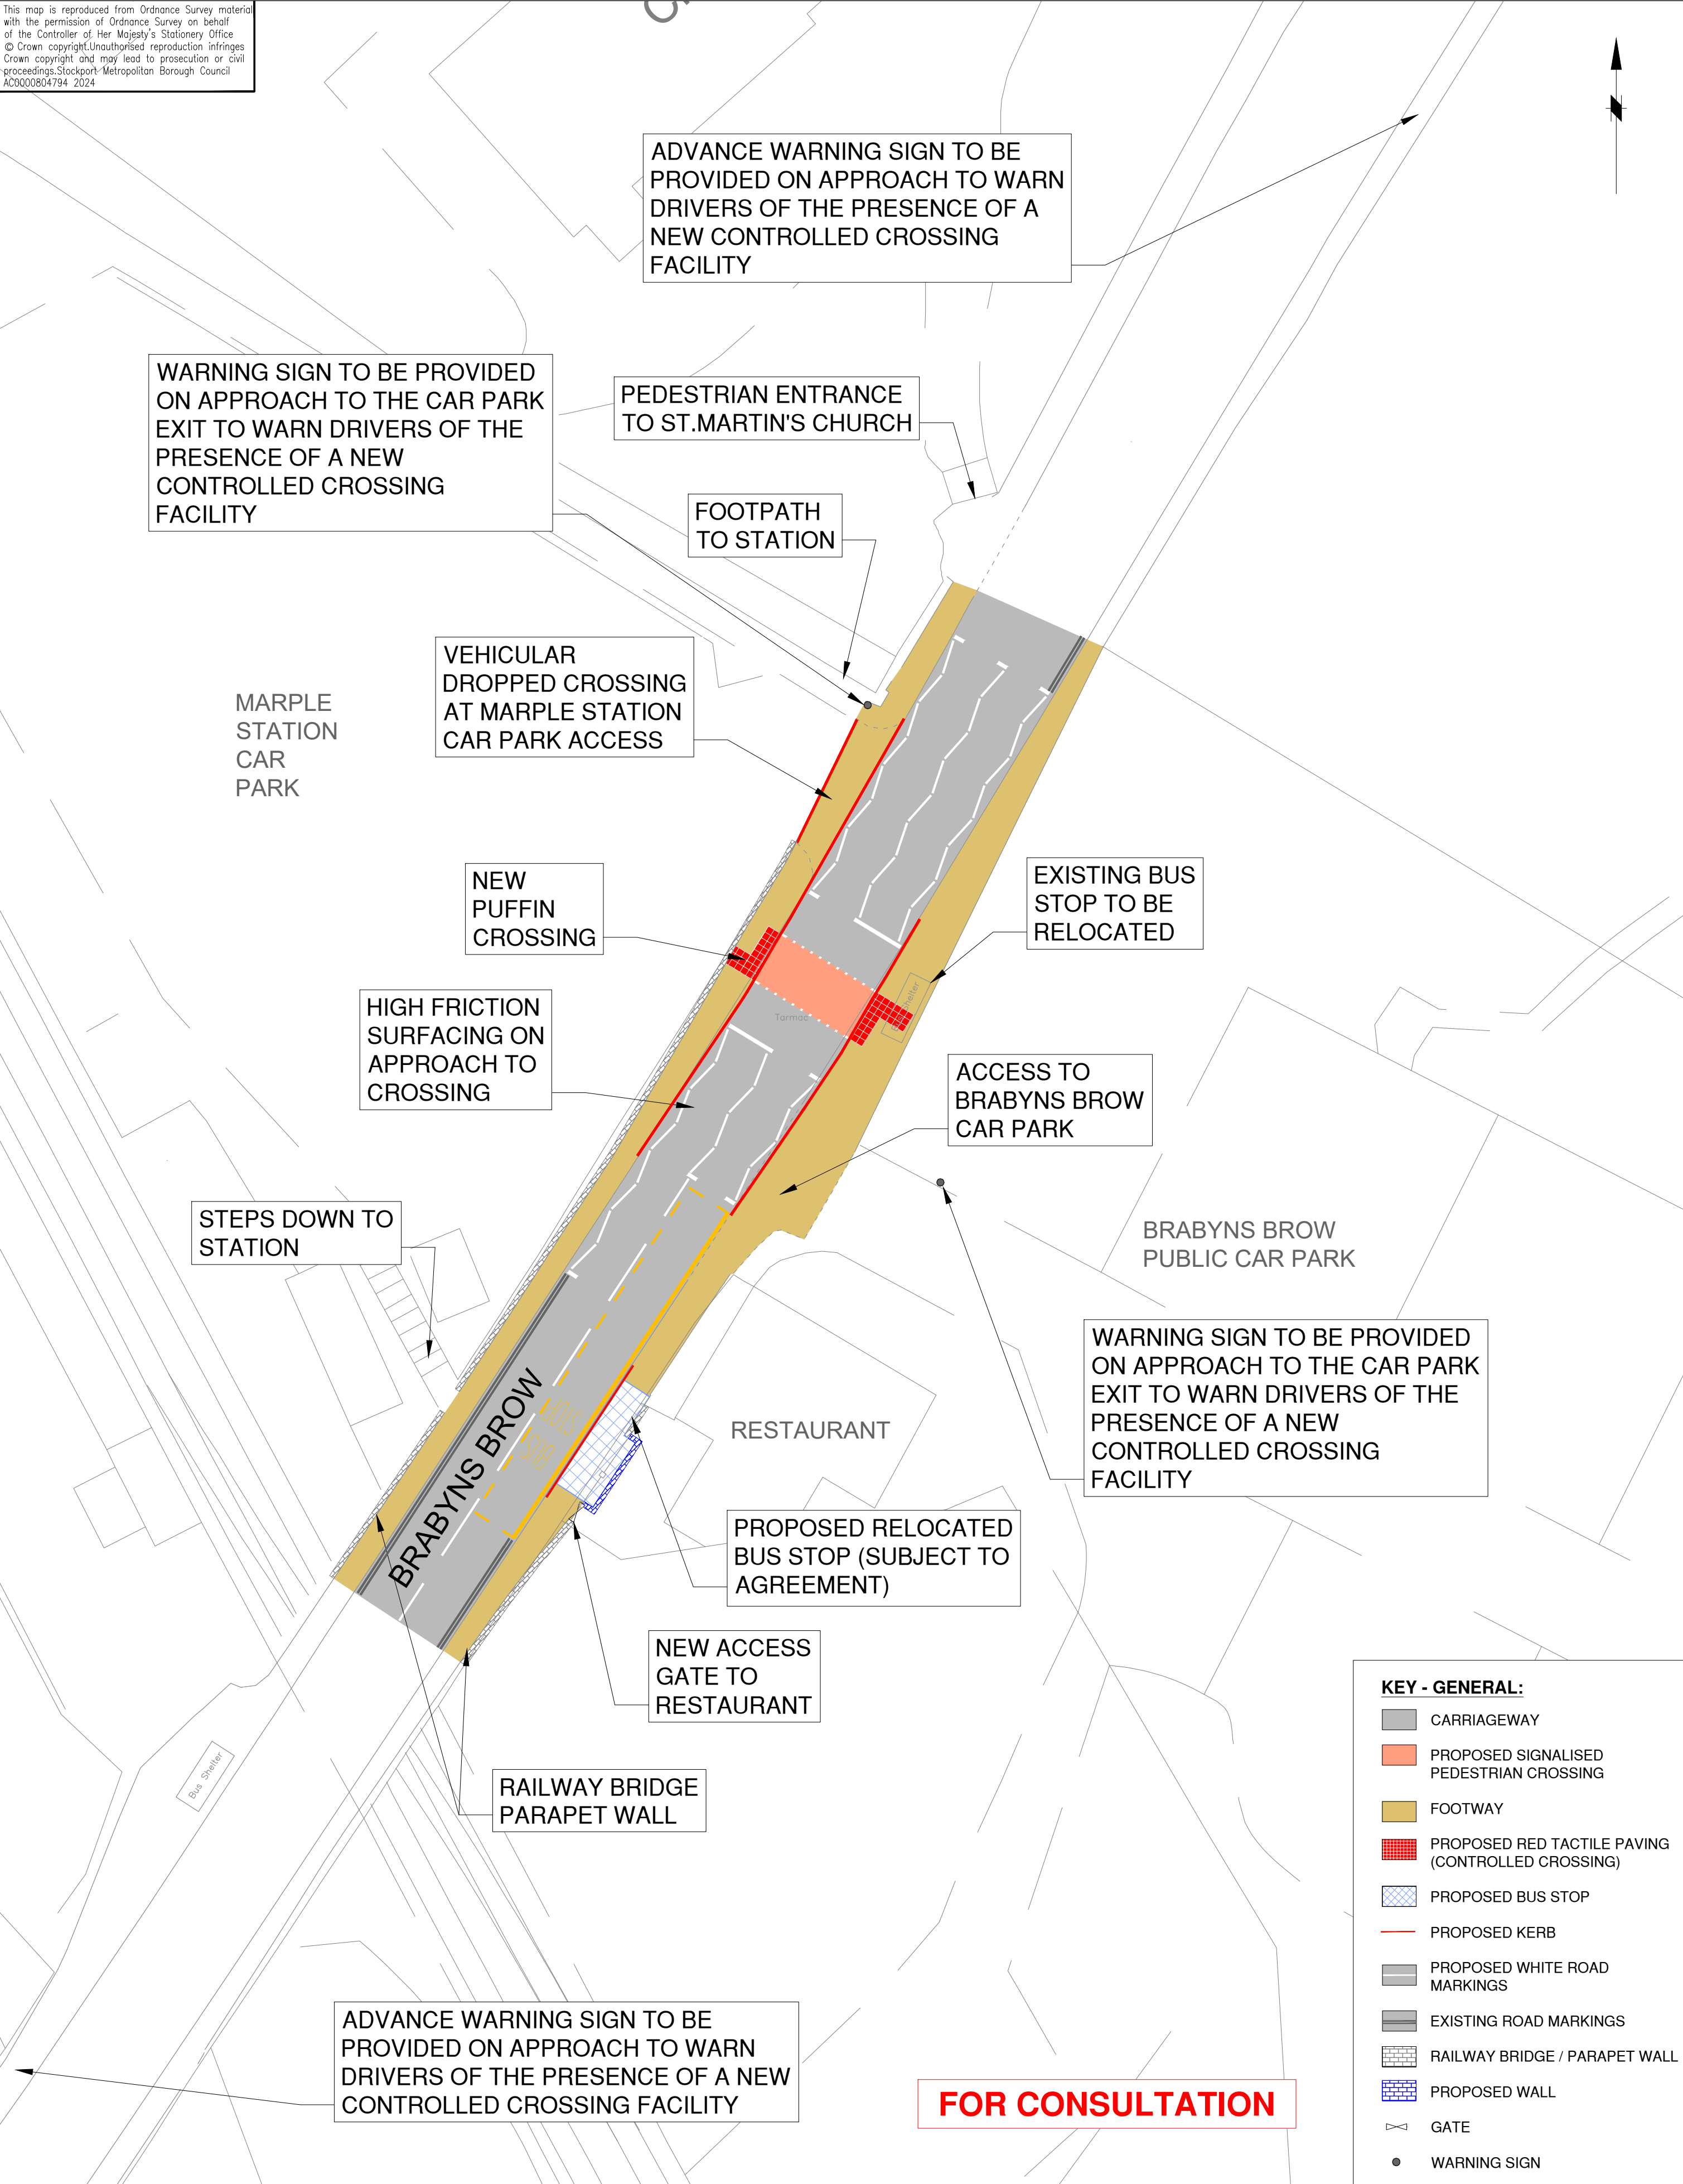 This map is reproduced from Ordnance Survey material
with the permission of Ordnance Survey on behalf
of the Controller of Her Majesty's Stationery Office
© Crown copyright.Unauthorised reproduction infringes
Crown copyright and may lead to prosecution or civil
proceedings.Stockport Metropolitan Borough Council
AC0000804794 2024
ADVANCE WARNING SIGN TO BE
PROVIDED ON APPROACH TO WARN
DRIVERS OF THE PRESENCE OF A
NEW CONTROLLED CROSSING
FACILITY
WARNING SIGN TO BE PROVIDED
ON APPROACH TO THE CAR PARK
EXIT TO WARN DRIVERS OF THE
PRESENCE OF A NEW
CONTROLLED CROSSING
FACILITY
PEDESTRIAN ENTRANCE
TO ST.MARTIN'S CHURCH
FOOTPATH
TO STATION
VEHICULAR
DROPPED CROSSING
AT MARPLE STATION
CAR PARK ACCESS
MARPLE
STATION
CAR
PARK
NEW
PUFFIN
CROSSING
EXISTING BUS
STOP TO BE
RELOCATED
Shelter
Tarmac
HIGH FRICTION
SURFACING ON
APPROACH TO
CROSSING
ACCESS TO
BRABYNS BROW
CAR PARK
STEPS DOWN TO
STATION
BRABYNS BROW
PUBLIC CAR PARK
WARNING SIGN TO BE PROVIDED
ON APPROACH TO THE CAR PARK
EXIT TO WARN DRIVERS OF THE
PRESENCE OF A NEW
CONTROLLED CROSSING
FACILITY
BRABYNS BROW
RESTAURANT
PROPOSED RELOCATED
BUS STOP (SUBJECT TO
AGREEMENT)
NEW ACCESS
GATE TO
RESTAURANT
Bus Shelter
RAILWAY BRIDGE
PARAPET WALL
ADVANCE WARNING SIGN TO BE
PROVIDED ON APPROACH TO WARN
DRIVERS OF THE PRESENCE OF A NEW
CONTROLLED CROSSING FACILITY
FOR CONSULTATION
KEY - GENERAL:
CARRIAGEWAY
PROPOSED SIGNALISED
PEDESTRIAN CROSSING
FOOTWAY
PROPOSED RED TACTILE PAVING
(CONTROLLED CROSSING)
PROPOSED BUS STOP
PROPOSED KERB
PROPOSED WHITE ROAD
MARKINGS
EXISTING ROAD MARKINGS
RAILWAY BRIDGE / PARAPET WALL
PROPOSED WALL
GATE
WARNING SIGN